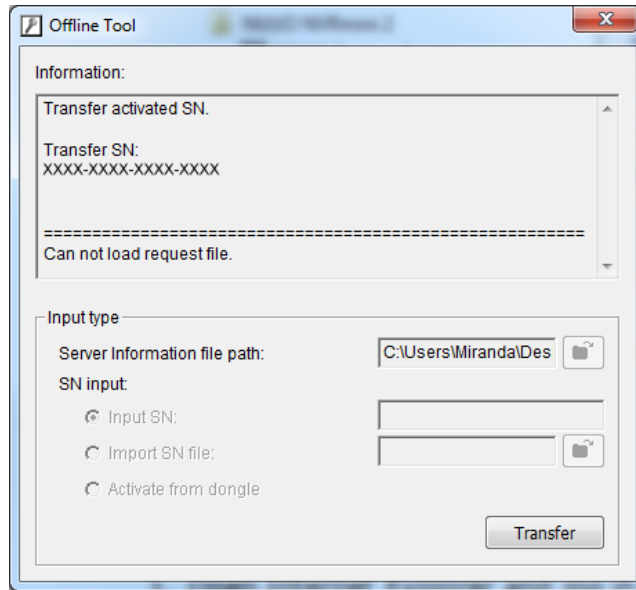 Offline Tool
Information:
Transfer activated SN.
Transfer SN:
XXXX-XXXX-XXXX-XXXX
========================================================
Can not load request file.
Input type
Server Information file path:
C:\Users\Miranda\Des
SN input:
Input SN:
Import SN file:
Activate from dongle
Transfer